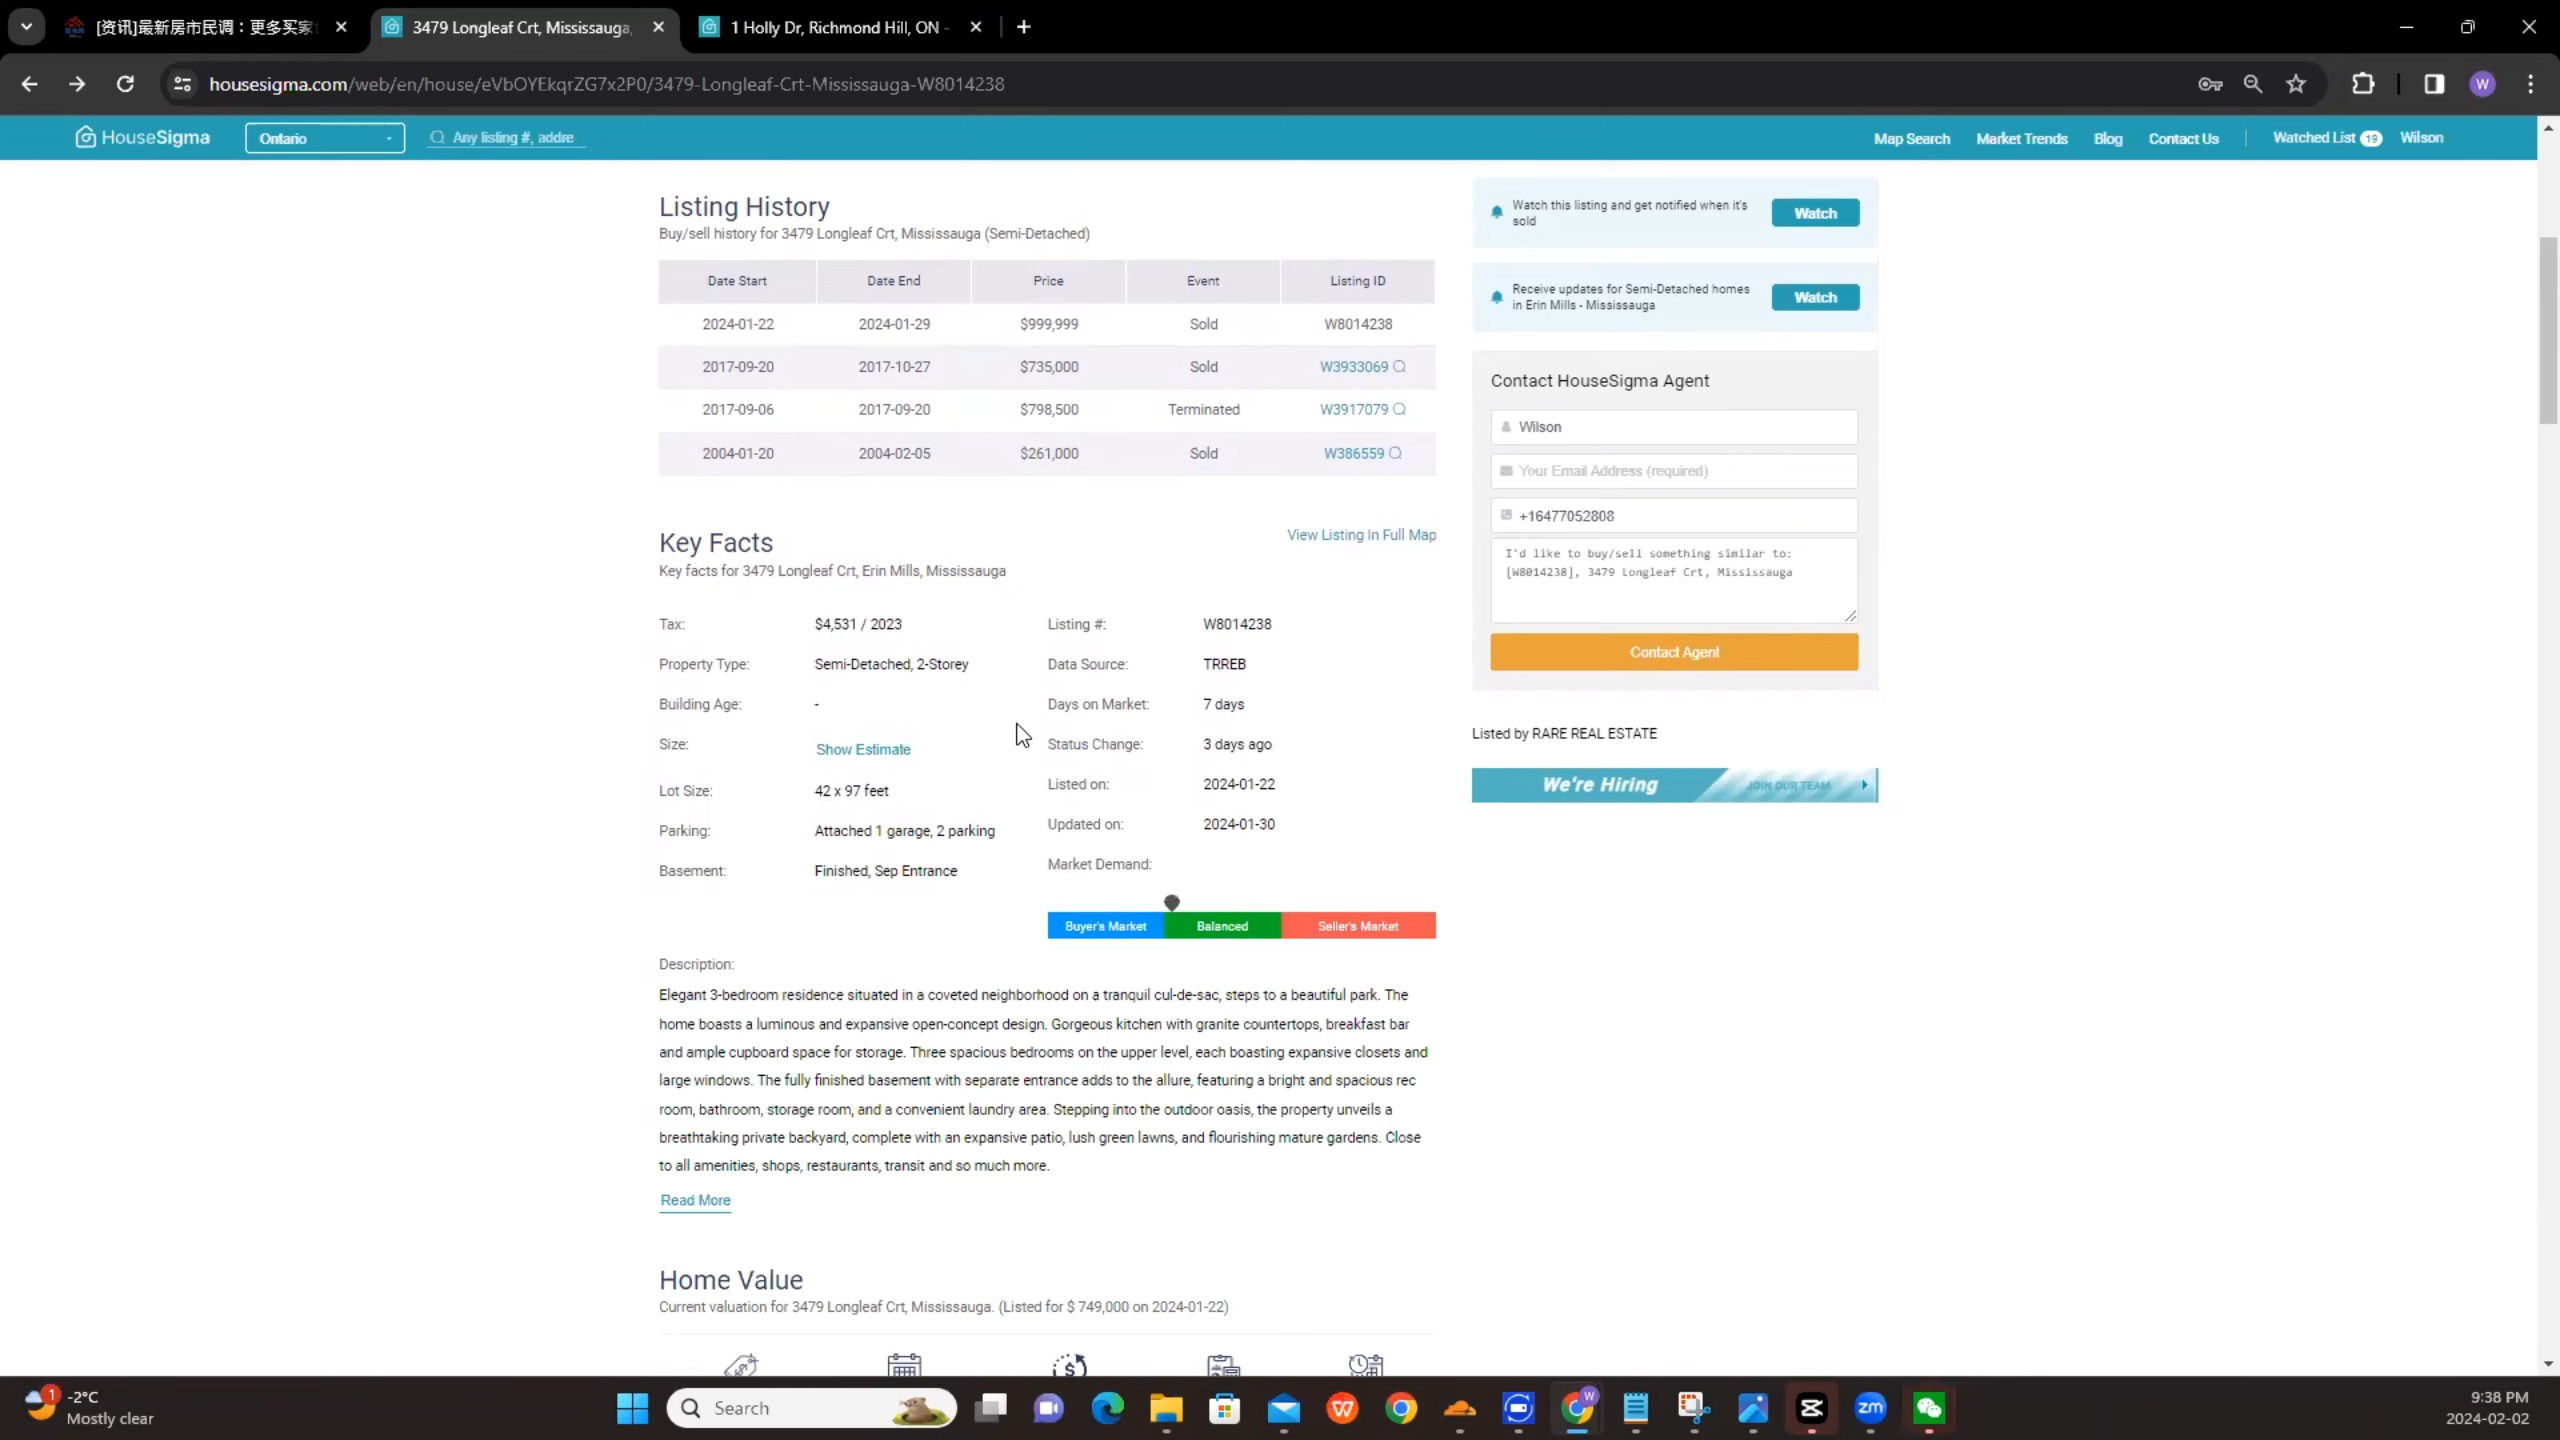 [资讯]最新房市民调：更多买家
3479 Longleaf Crt, Mississauga,
1 Holly Dr, Richmond Hill, ON -
housesigma.com/web/en/house/eVbOYEkqrZG7x2P0/3479-Longleaf-Crt-Mississauga-W8014238
W
HouseSigma
Ontario
Any listing #, addre
Map Search
Market Trends
Blog
Contact Us
Watched List 19
Wilson
Listing History
Buy/sell history for 3479 Longleaf Crt, Mississauga (Semi-Detached)
Date Start Date End Price Event Listing ID
2024-01-22 2024-01-29 $999,999 Sold W8014238
2017-09-20 2017-10-27 $735,000 Sold W3933069
2017-09-06 2017-09-20 $798,500 Terminated W3917079
2004-01-20 2004-02-05 $261,000 Sold W386559
Watch this listing and get notified when it's
sold
Watch
Receive updates for Semi-Detached homes
in Erin Mills - Mississauga
Watch
Contact HouseSigma Agent
Wilson
Your Email Address (required)
+16477052808
I'd like to buy/sell something similar to:
[W8014238], 3479 Longleaf Crt, Mississauga
Contact Agent
Listed by RARE REAL ESTATE
We're Hiring JOIN OUR TEAM
Key Facts
View Listing In Full Map
Key facts for 3479 Longleaf Crt, Erin Mills, Mississauga
Tax: $4,531 / 2023
Property Type: Semi-Detached, 2-Storey
Building Age: -
Size: Show Estimate
Lot Size: 42 x 97 feet
Parking: Attached 1 garage, 2 parking
Basement: Finished, Sep Entrance
Listing #: W8014238
Data Source: TRREB
Days on Market: 7 days
Status Change: 3 days ago
Listed on: 2024-01-22
Updated on: 2024-01-30
Market Demand:
Buyer's Market Balanced Seller's Market
Description:
Elegant 3-bedroom residence situated in a coveted neighborhood on a tranquil cul-de-sac, steps to a beautiful park. The
home boasts a luminous and expansive open-concept design. Gorgeous kitchen with granite countertops, breakfast bar
and ample cupboard space for storage. Three spacious bedrooms on the upper level, each boasting expansive closets and
large windows. The fully finished basement with separate entrance adds to the allure, featuring a bright and spacious rec
room, bathroom, storage room, and a convenient laundry area. Stepping into the outdoor oasis, the property unveils a
breathtaking private backyard, complete with an expansive patio, lush green lawns, and flourishing mature gardens. Close
to all amenities, shops, restaurants, transit and so much more.
Read More
Home Value
Current valuation for 3479 Longleaf Crt, Mississauga. (Listed for $ 749,000 on 2024-01-22)
1
-2°C
Mostly clear
Search
W
W
zm
9:38 PM
2024-02-02